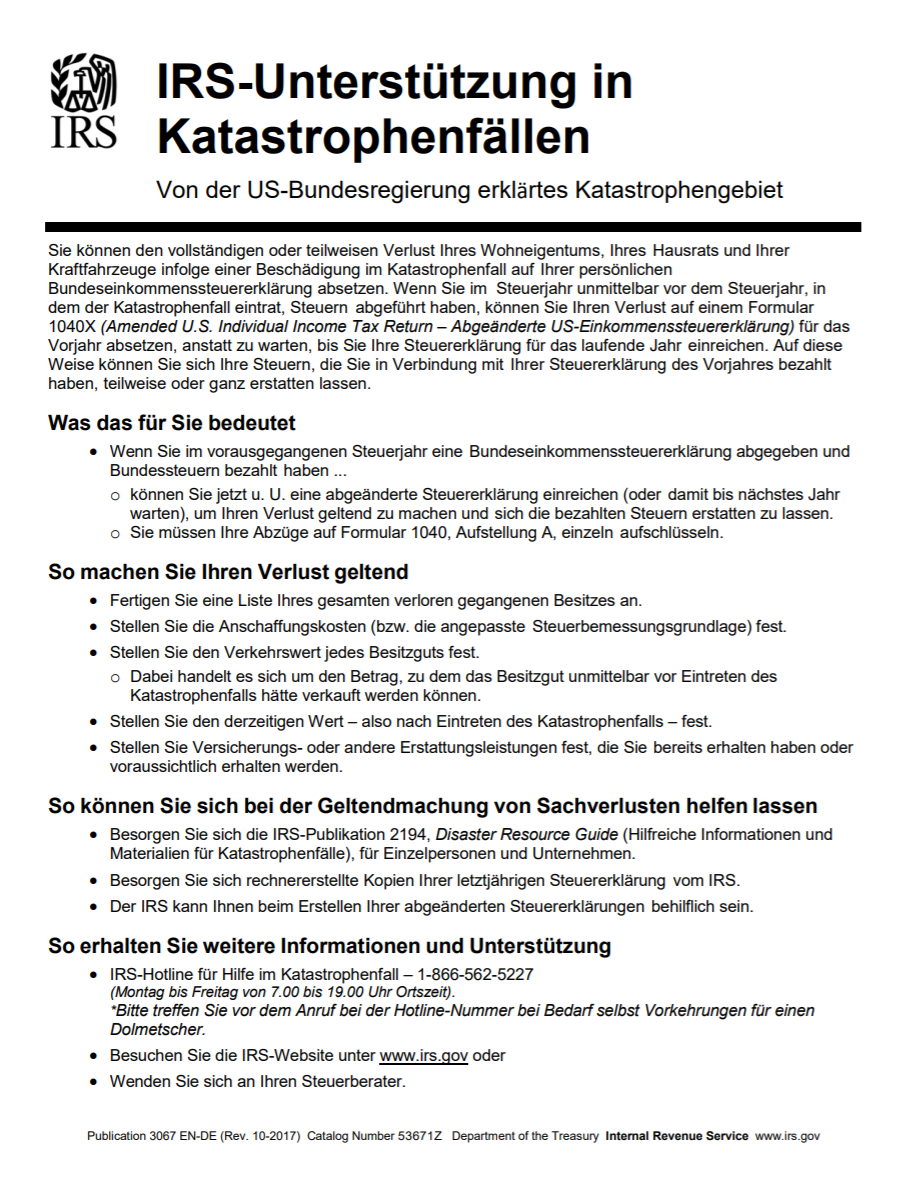 IRS
IRS-Unterstützung in
Katastrophenfällen
Von der US-Bundesregierung erklärtes Katastrophengebiet
Sie können den vollständigen oder teilweisen Verlust Ihres Wohneigentums, Ihres Hausrats und Ihrer
Kraftfahrzeuge infolge einer Beschädigung im Katastrophenfall auf Ihrer persönlichen
Bundeseinkommenssteuererklärung absetzen. Wenn Sie im Steuerjahr unmittelbar vor dem Steuerjahr, in
dem der Katastrophenfall eintrat, Steuern abgeführt haben, können Sie Ihren Verlust auf einem Formular
1040X (Amended U.S. Individual Income Tax Return – Abgeänderte US-Einkommenssteuererklärung) für das
Vorjahr absetzen, anstatt zu warten, bis Sie Ihre Steuererklärung für das laufende Jahr einreichen. Auf diese
Weise können Sie sich Ihre Steuern, die Sie in Verbindung mit Ihrer Steuererklärung des Vorjahres bezahlt
haben, teilweise oder ganz erstatten lassen.
Was das für Sie bedeutet
• Wenn Sie im vorausgegangenen Steuerjahr eine Bundeseinkommenssteuererklärung abgegeben und
Bundessteuern bezahlt haben ...
o können Sie jetzt u. U. eine abgeänderte Steuererklärung einreichen (oder damit bis nächstes Jahr
warten), um Ihren Verlust geltend zu machen und sich die bezahlten Steuern erstatten zu lassen.
o Sie müssen Ihre Abzüge auf Formular 1040, Aufstellung A, einzeln aufschlüsseln.
So machen Sie Ihren Verlust geltend
• Fertigen Sie eine Liste Ihres gesamten verloren gegangenen Besitzes an.
• Stellen Sie die Anschaffungskosten (bzw. die angepasste Steuerbemessungsgrundlage) fest.
• Stellen Sie den Verkehrswert jedes Besitzguts fest.
o Dabei handelt es sich um den Betrag, zu dem das Besitzgut unmittelbar vor Eintreten des
Katastrophenfalls hätte verkauft werden können.
• Stellen Sie den derzeitigen Wert – also nach Eintreten des Katastrophenfalls – fest.
• Stellen Sie Versicherungs- oder andere Erstattungsleistungen fest, die Sie bereits erhalten haben oder
voraussichtlich erhalten werden.
So können Sie sich bei der Geltendmachung von Sachverlusten helfen lassen
• Besorgen Sie sich die IRS-Publikation 2194, Disaster Resource Guide (Hilfreiche Informationen und
Materialien für Katastrophenfälle), für Einzelpersonen und Unternehmen.
• Besorgen Sie sich rechnererstellte Kopien Ihrer letztjährigen Steuererklärung vom IRS.
• Der IRS kann Ihnen beim Erstellen Ihrer abgeänderten Steuererklärungen behilflich sein.
So erhalten Sie weitere Informationen und Unterstützung
• IRS-Hotline für Hilfe im Katastrophenfall – 1-866-562-5227
(Montag bis Freitag von 7.00 bis 19.00 Uhr Ortszeit).
*Bitte treffen Sie vor dem Anruf bei der Hotline-Nummer bei Bedarf selbst Vorkehrungen für einen
Dolmetscher.
• Besuchen Sie die IRS-Website unter www.irs.gov oder
• Wenden Sie sich an Ihren Steuerberater.
Publication 3067 EN-DE (Rev. 10-2017) Catalog Number 53671Z Department of the Treasury Internal Revenue Service www.irs.gov